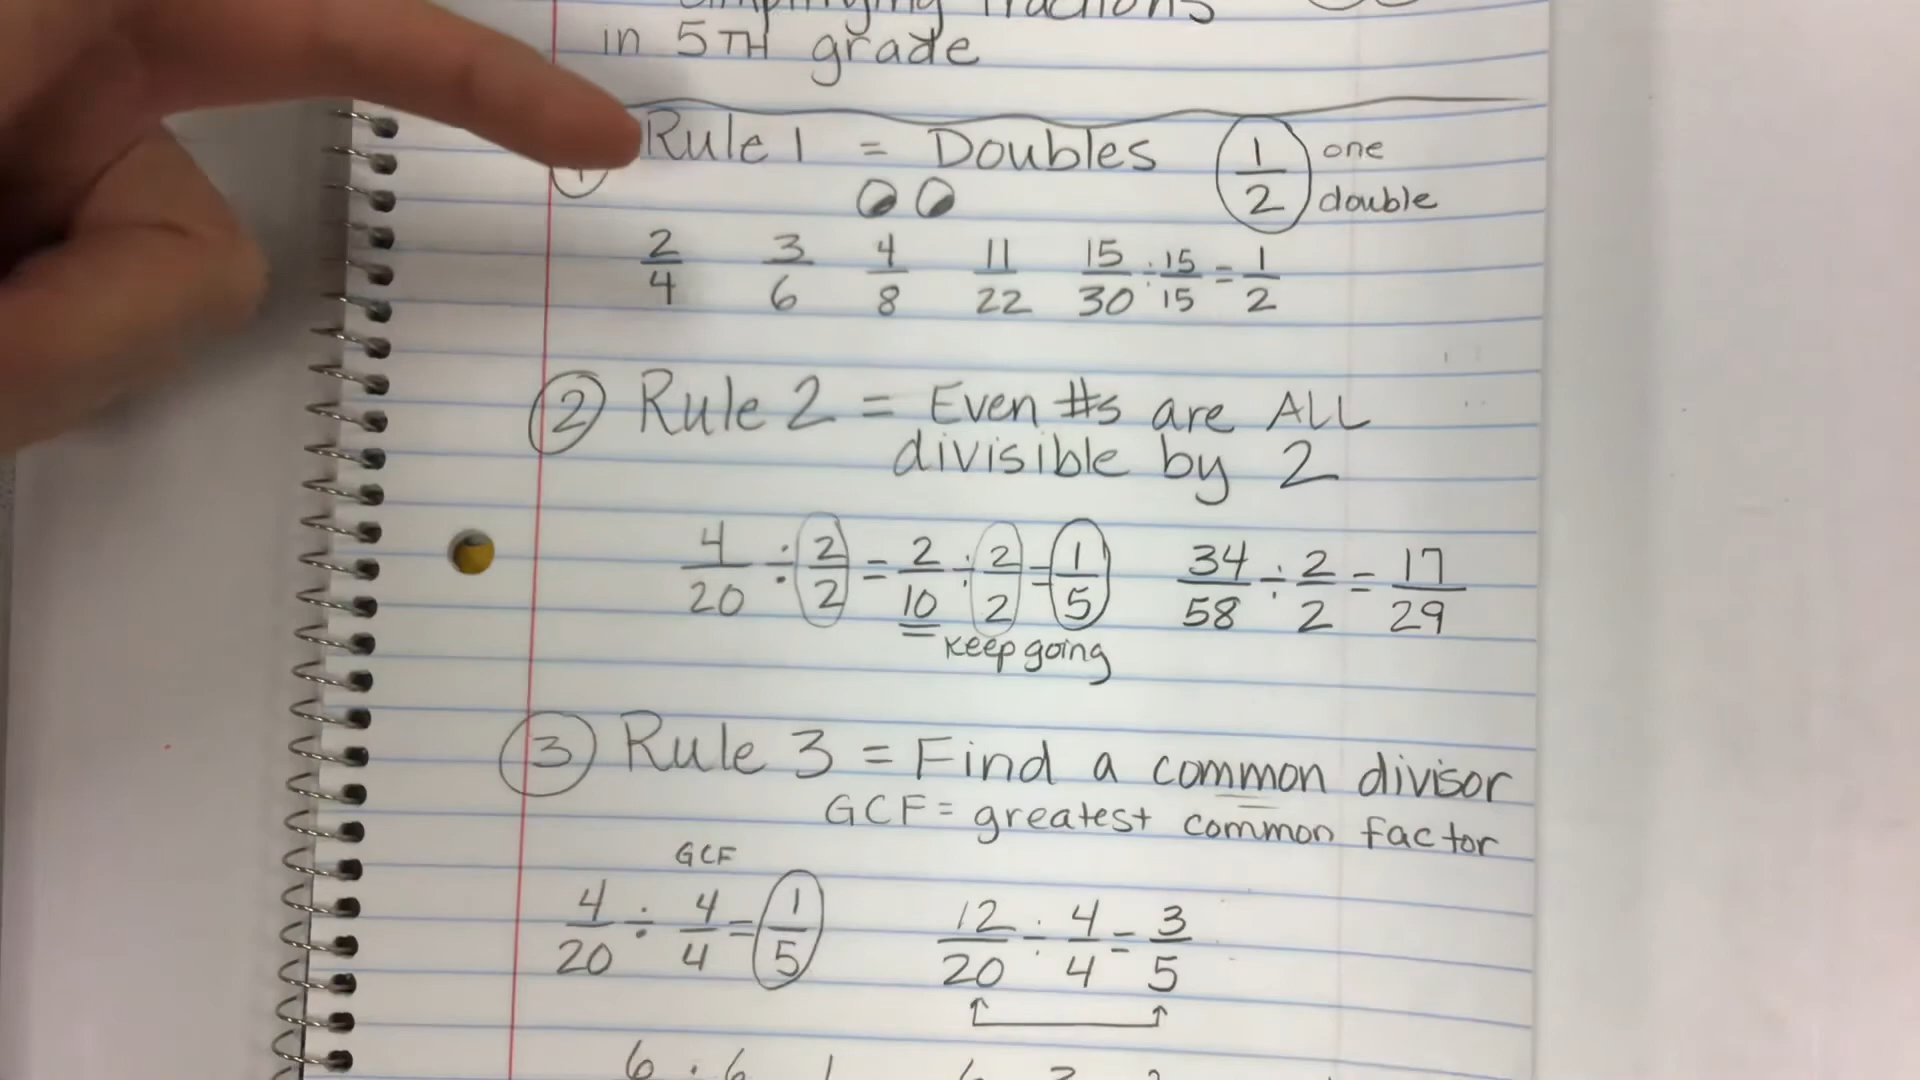 in 5TH grade
Rule 1 = Doubles 1/2 one double
2/4 3/6 4/8 11/22 15/30 ÷ 15/15 = 1/2
② Rule 2 = Even #s are ALL
divisible by 2
4/20 ÷ 2/2 = 2/10 ÷ 2/2 = 1/5 34/58 ÷ 2/2 = 17/29
keep going
③ Rule 3 = Find a common divisor
GCF = greatest common factor
GCF
4/20 ÷ 4/4 = 1/5 12/20 ÷ 4/4 = 3/5